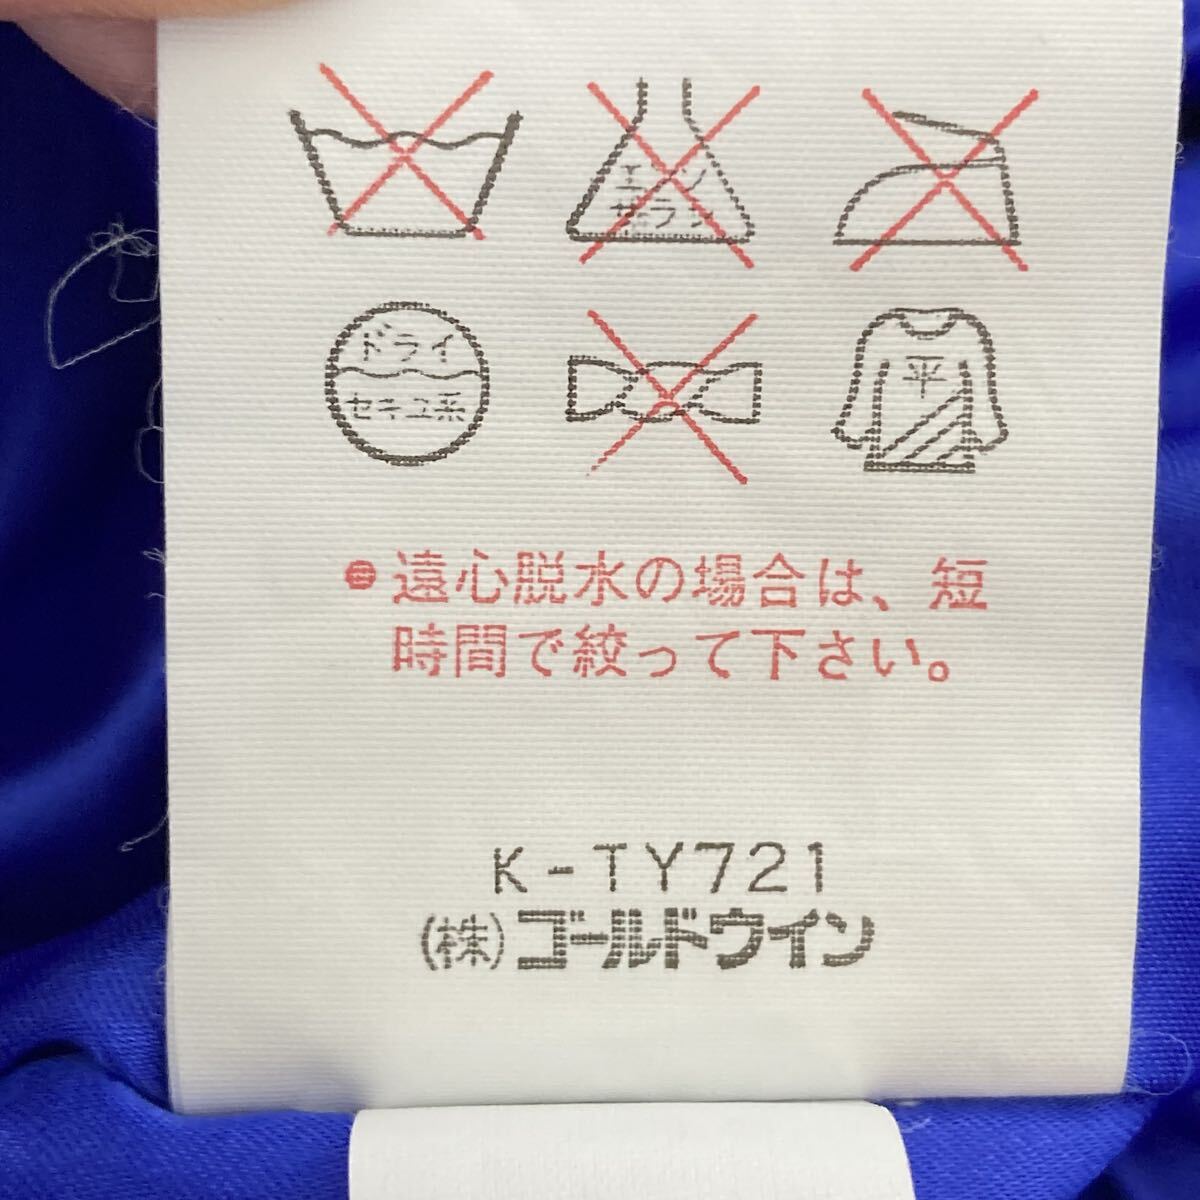 エンソ
サラシ
ドライ
セキユ系
平
遠心脱水の場合は、短
時間で絞って下さい。
K-TY721
(株)ゴールドウイン